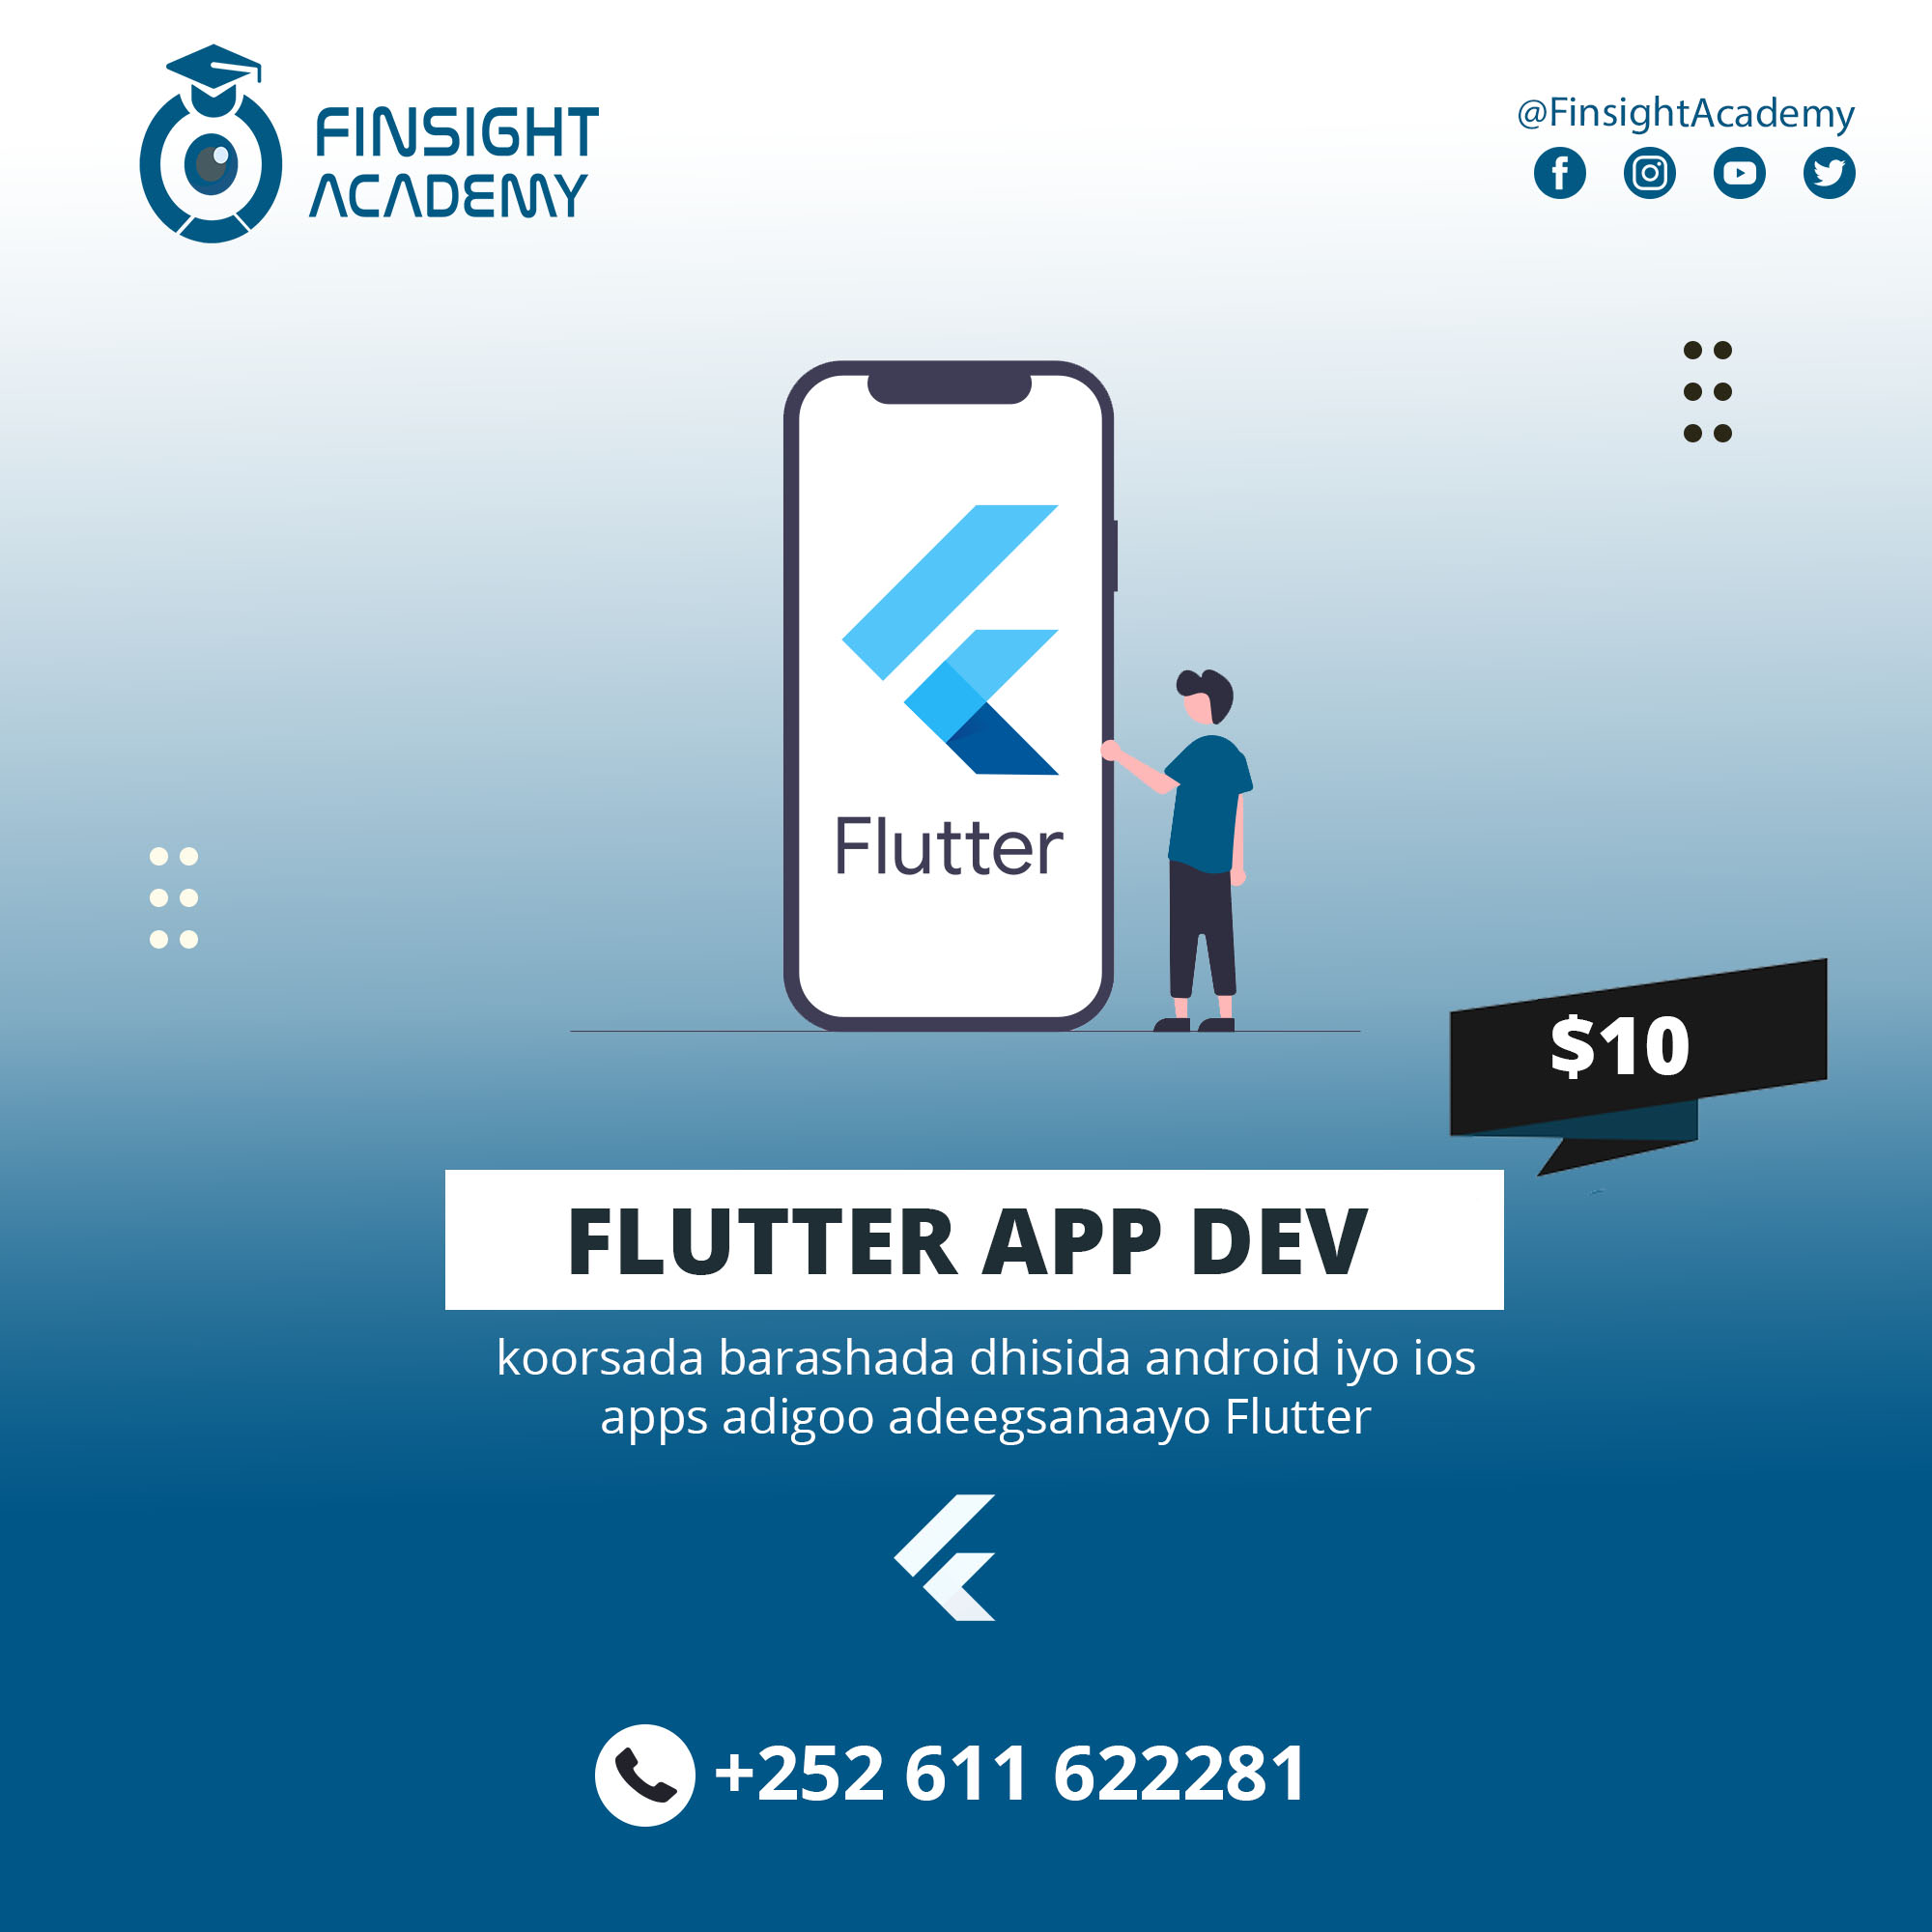 FINSIGHT
ACADEMY
@FinsightAcademy
Flutter
$10
FLUTTER APP DEV
koorsada barashada dhisida android iyo ios
apps adigoo adeegsanaayo Flutter
+252 611 622281